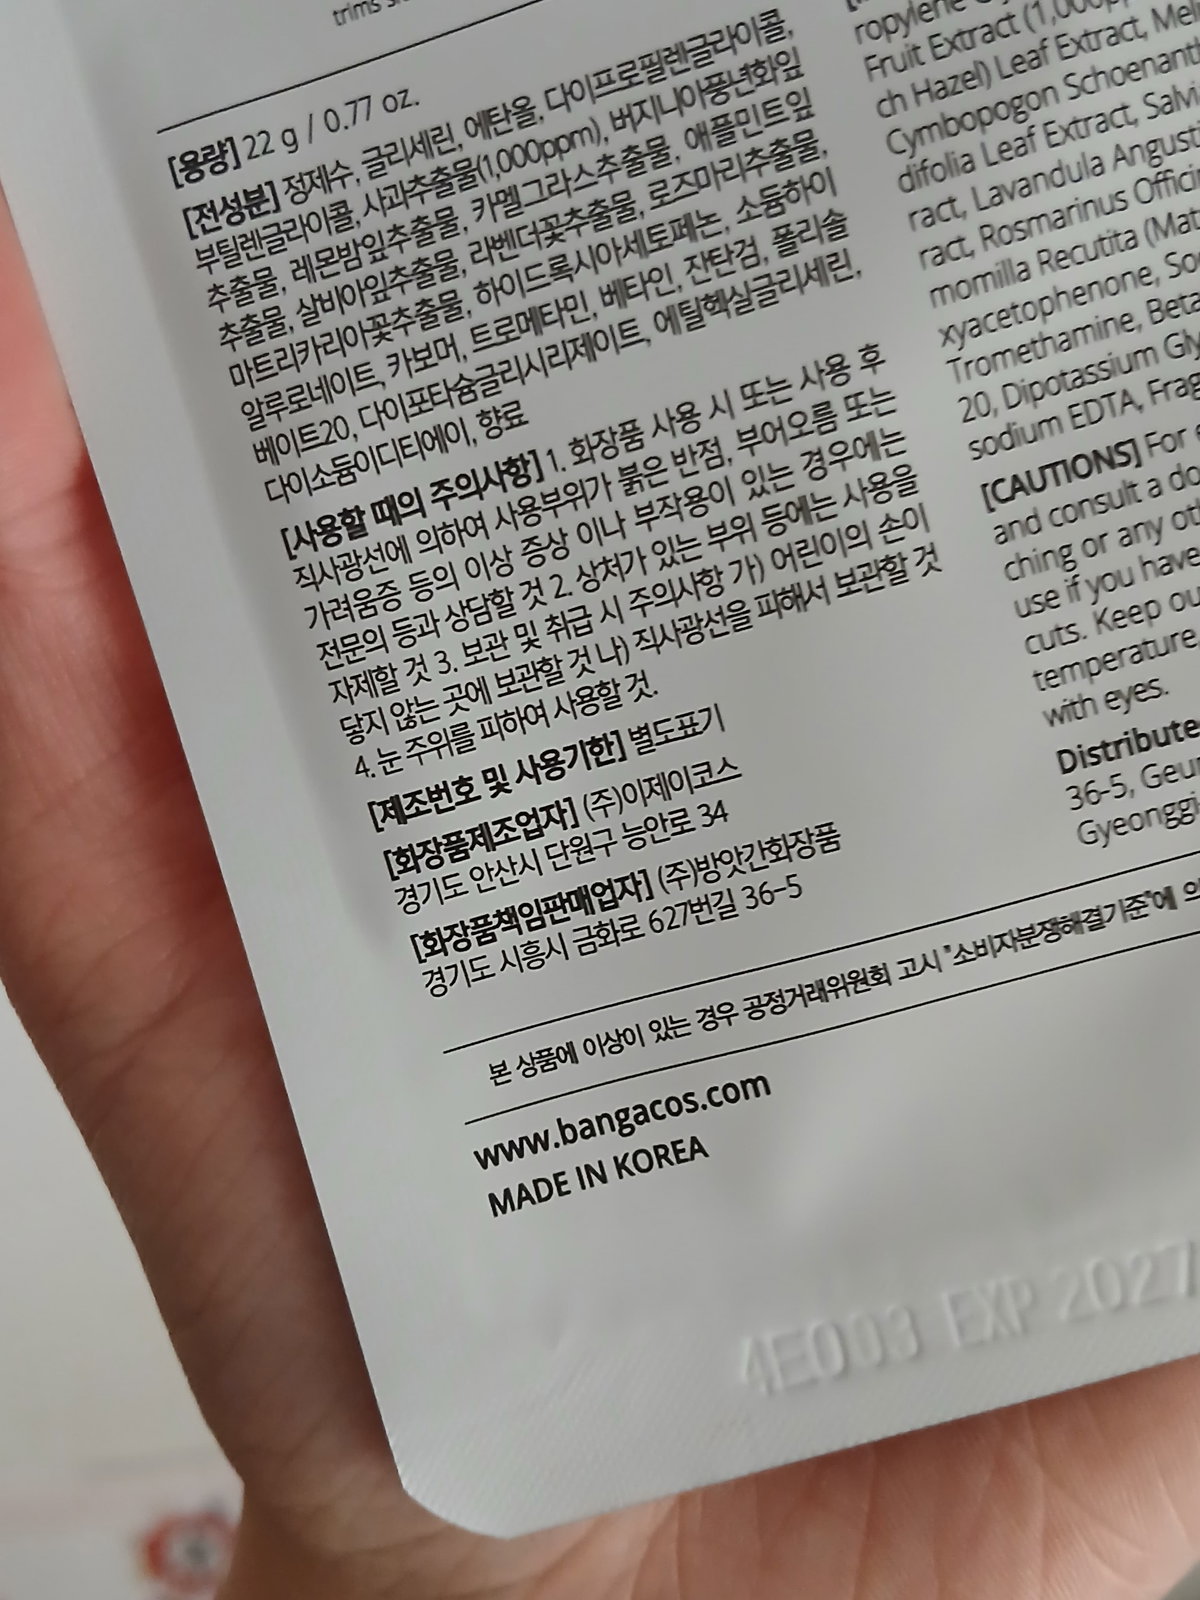 trims
[용량] 22 g / 0.77 oz.
[전성분] 정제수, 글리세린, 에탄올, 다이프로필렌글라이콜,
부틸렌글라이콜, 사과추출물(1,000ppm), 버지니아풍년화잎
추출물, 레몬밤잎추출물, 카멜그라스추출물, 애플민트잎
추출물, 살비아잎추출물, 라벤더꽃추출물, 로즈마리추출물,
마트리카리아꽃추출물, 하이드록시아세토페논, 소듐하이
알루로네이트, 카보머, 트로메타민, 베타인, 잔탄검, 폴리솔
베이트20, 다이포타슘글리시리제이트, 에틸헥실글리세린,
다이소듐이디티에이, 향료
[사용할 때의 주의사항] 1. 화장품 사용 시 또는 사용 후
직사광선에 의하여 사용부위가 붉은 반점, 부어오름 또는
가려움증 등의 이상 증상 이나 부작용이 있는 경우에는
전문의 등과 상담할 것 2. 상처가 있는 부위 등에는 사용을
자제할 것 3. 보관 및 취급 시 주의사항 가) 어린이의 손이
닿지 않는 곳에 보관할 것 나) 직사광선을 피해서 보관할 것
4. 눈 주위를 피하여 사용할 것.
[제조번호 및 사용기한] 별도표기
[화장품제조업자] (주)이제이코스
경기도 안산시 단원구 능안로 34
[화장품책임판매업자] (주)방앗간화장품
경기도 시흥시 금화로 627번길 36-5
ropylene
Fruit Extract (1,000pp
ch Hazel) Leaf Extract, Mel
Cymbopogon Schoenanth
difolia Leaf Extract, Salvi
ract, Lavandula Angust
ract, Rosmarinus Offici
momilla Recutita (Mat
xyacetophenone, So
Tromethamine, Beta
20, Dipotassium Gly
sodium EDTA, Frag
[CAUTIONS] For e
and consult a do
ching or any ot
use if you have
cuts. Keep ou
temperature,
with eyes.
Distribute
36-5, Geu
Gyeonggi
본 상품에 이상이 있는 경우 공정거래위원회 고시 "소비자분쟁해결기준"에 의
www.bangacos.com
MADE IN KOREA
4E003 EXP 2027